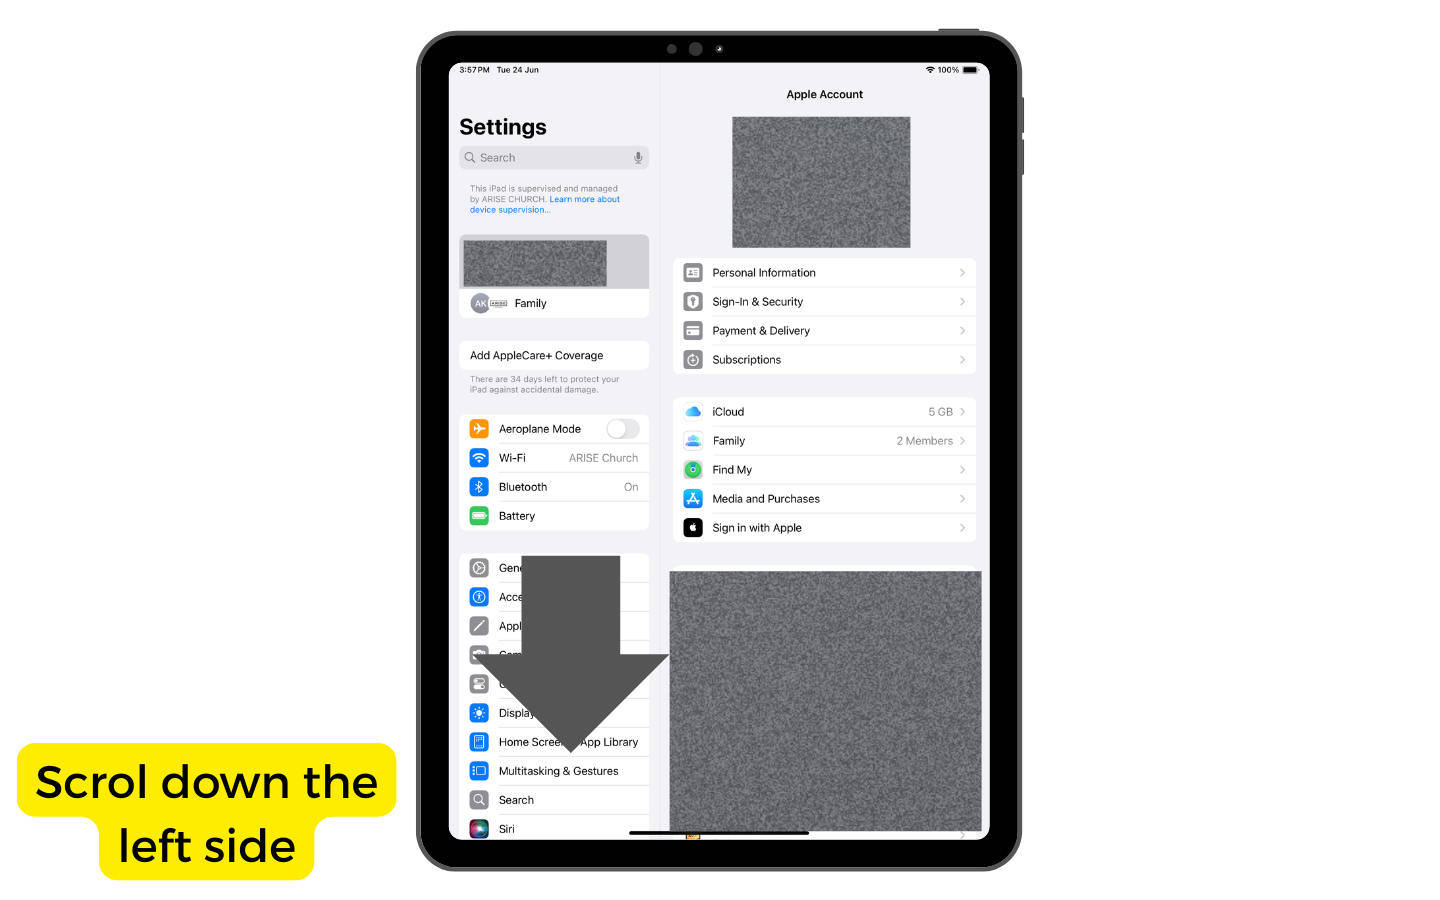 3:57 PM Tue 24 Jun
100%
Settings
Search
This iPad is supervised and managed
by ARISE CHURCH. Learn more about
device supervision...
AK
Family
Add AppleCare+ Coverage
There are 34 days left to protect your
iPad against accidental damage.
Aeroplane Mode
Wi-Fi ARISE Church
Bluetooth On
Battery
Gene
Acce
Appl
Display
Home Screen App Library
Multitasking & Gestures
Search
Siri
Apple Account
Personal Information
Sign-In & Security
Payment & Delivery
Subscriptions
iCloud 5 GB
Family 2 Members
Find My
Media and Purchases
Sign in with Apple
Scrol down the
left side